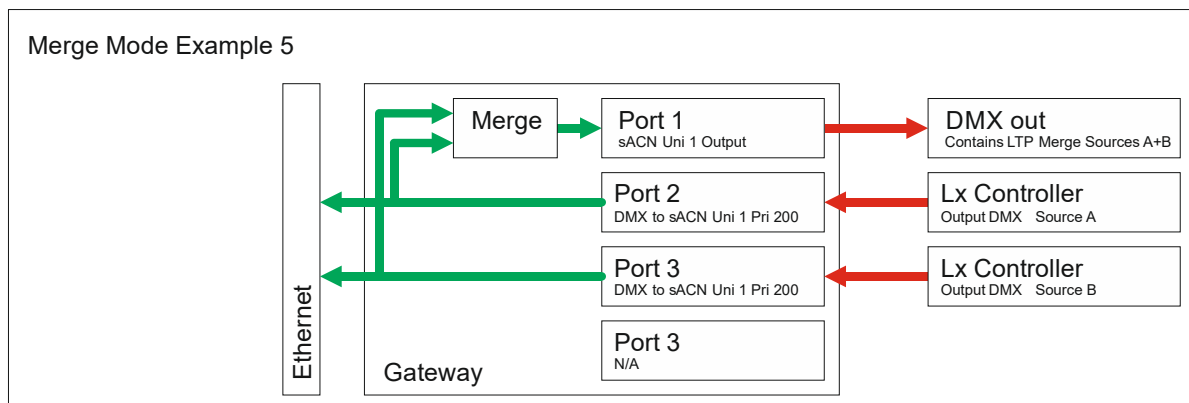 Merge Mode Example 5
Ethernet
Gateway
Merge
Port 1
sACN Uni 1 Output
DMX out
Contains LTP Merge Sources A+B
Port 2
DMX to sACN Uni 1 Pri 200
Lx Controller
Output DMX Source A
Port 3
DMX to sACN Uni 1 Pri 200
Lx Controller
Output DMX Source B
Port 3
N/A